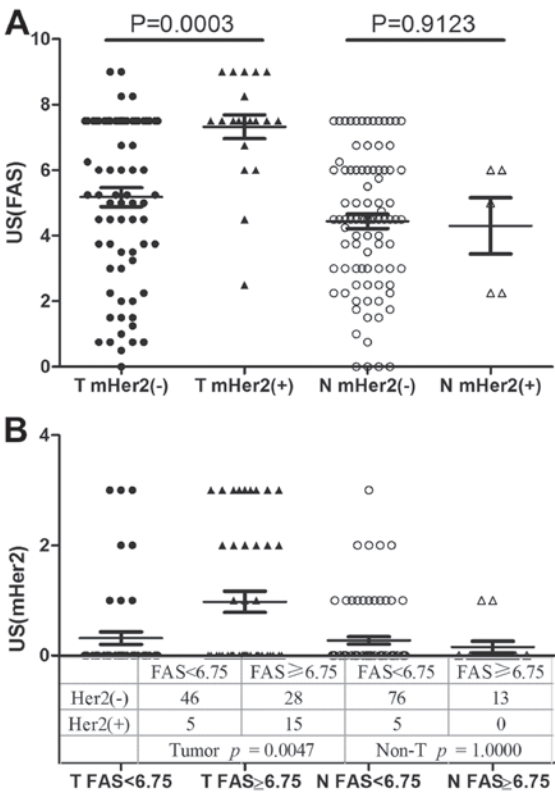 A
P=0.0003 P=0.9123
10
8
6
4
2
0
US(FAS)
T mHer2(-) T mHer2(+) N mHer2(-) N mHer2(+)
B
4
2
0
US(mHer2)
FAS<6.75 FAS≥6.75 FAS<6.75 FAS≥6.75
Her2(-) 46 28 76 13
Her2(+) 5 15 5 0
Tumor p = 0.0047 Non-T p = 1.0000
T FAS<6.75 T FAS≥6.75 N FAS<6.75 N FAS≥6.75